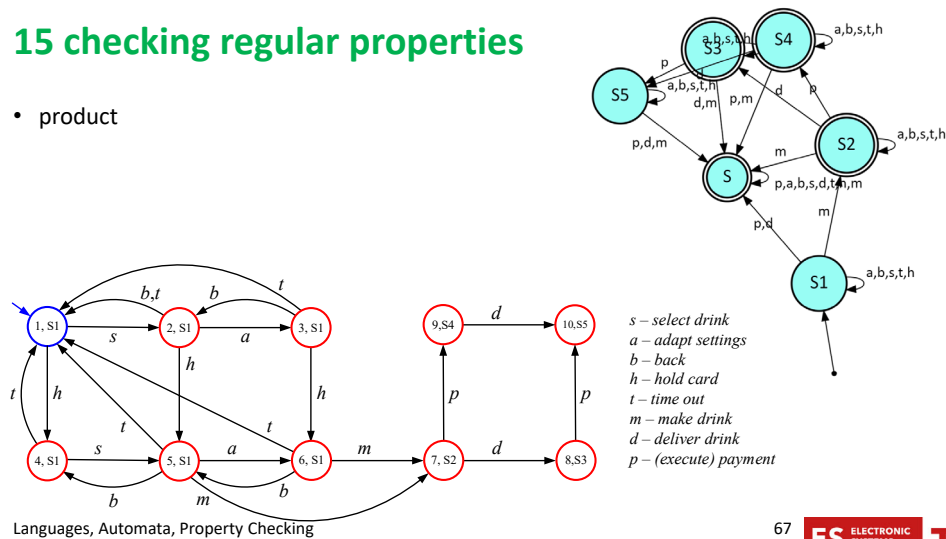 15 checking regular properties
• product
S3
S4
a,b,s,t,h
a,b,s,t,h
p
d
S5
a,b,s,t,h
d,m
p,m
d
p
S2
a,b,s,t,h
p,d,m
m
S
p,a,b,s,d,t,h,m
p,d
m
S1
a,b,s,t,h
t
b,t
b
1, S1
s
2, S1
a
3, S1
9,S4
d
10,S5
t
h
h
h
t
t
p
p
4, S1
s
5, S1
a
6, S1
m
7, S2
d
8,S3
b
m
b
s – select drink
a – adapt settings
b – back
h – hold card
t – time out
m – make drink
d – deliver drink
p – (execute) payment
Languages, Automata, Property Checking
67
ES ELECTRONIC